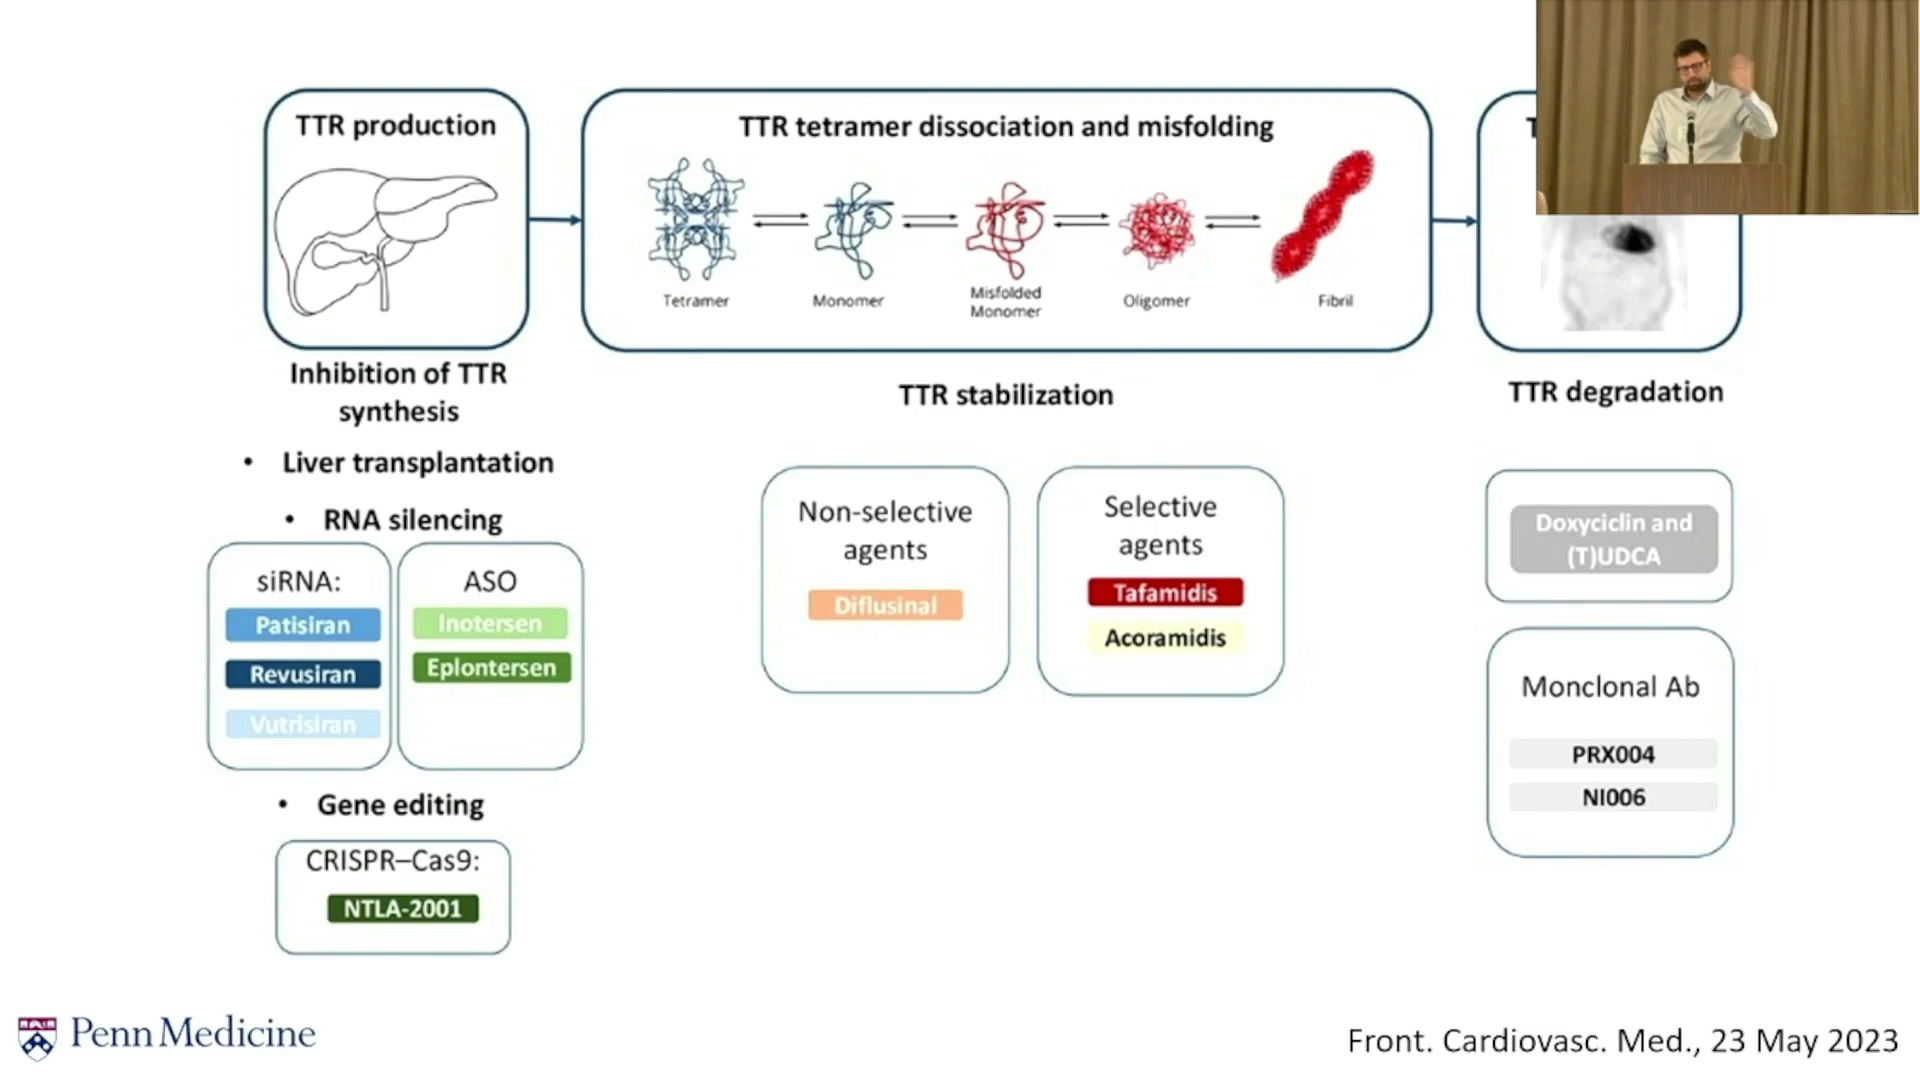 TTR production
TTR tetramer dissociation and misfolding
Tetramer
Monomer
Misfolded
Monomer
Oligomer
Fibril
Inhibition of TTR
synthesis
• Liver transplantation
• RNA silencing
siRNA:
Patisiran
Revusiran
Vutrisiran
ASO
Inotersen
Eplontersen
• Gene editing
CRISPR–Cas9:
NTLA-2001
TTR stabilization
Non-selective
agents
Diflusinal
Selective
agents
Tafamidis
Acoramidis
TTR degradation
Doxyciclin and
(T)UDCA
Monclonal Ab
PRX004
NI006
Penn Medicine
Front. Cardiovasc. Med., 23 May 2023